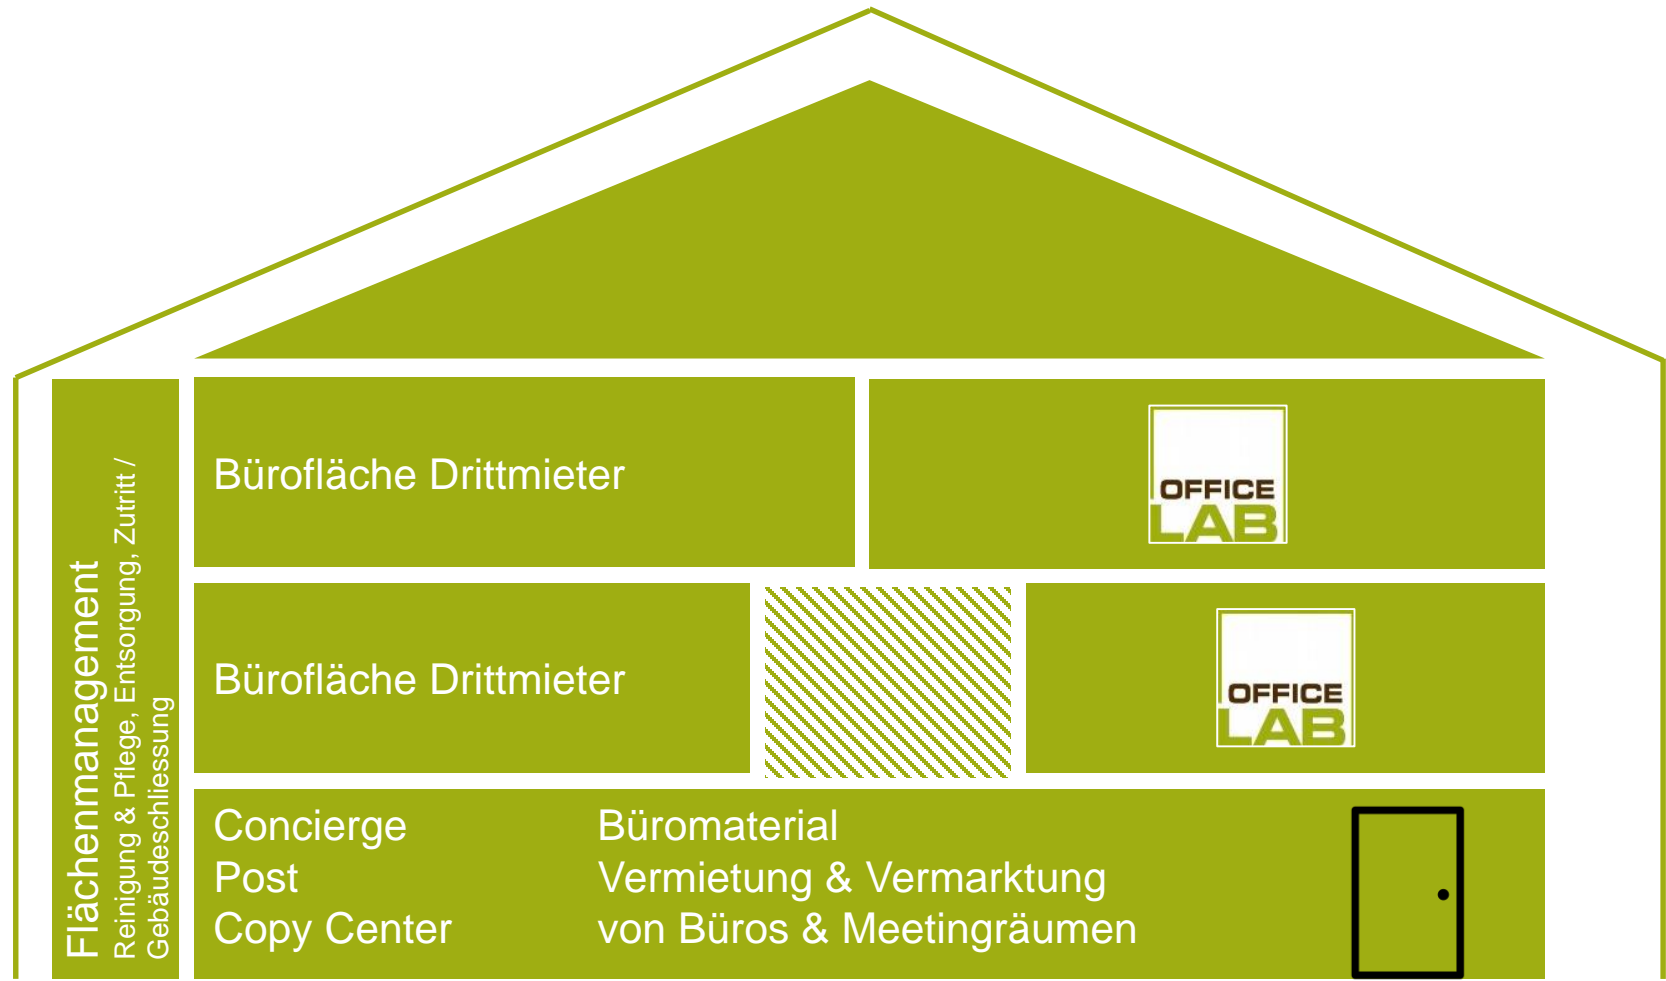 Flächenmanagement
Reinigung & Pflege, Entsorgung, Zutritt /
Gebäudeschliessung
Bürofläche Drittmieter
OFFICE
LAB
Bürofläche Drittmieter
OFFICE
LAB
Concierge
Post
Copy Center
Büromaterial
Vermietung & Vermarktung
von Büros & Meetingräumen